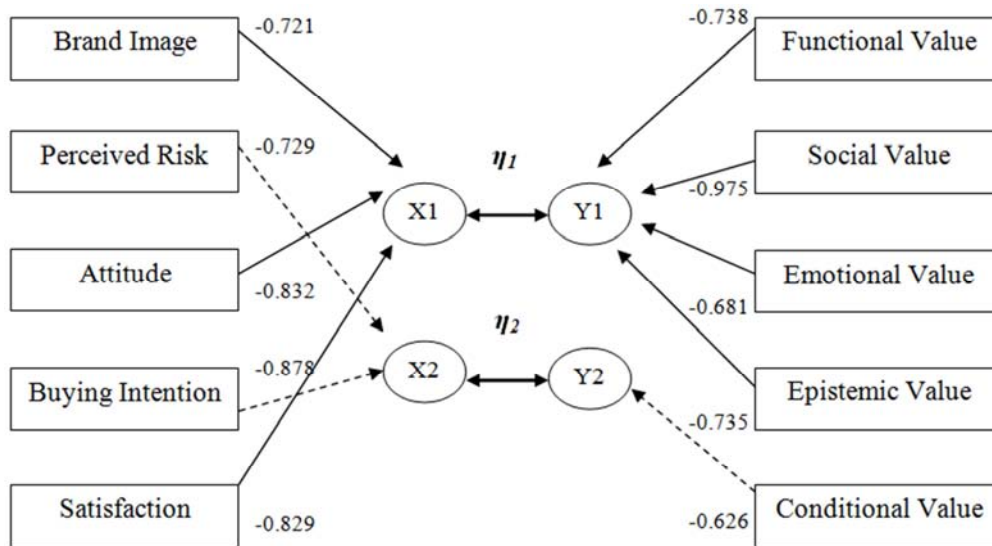 Brand Image
-0.721
-0.738
Functional Value
Perceived Risk
-0.729
η1
Social Value
-0.975
X1
Y1
Attitude
-0.832
Emotional Value
-0.681
η2
Buying Intention
-0.878
X2
Y2
Epistemic Value
-0.735
Satisfaction
-0.829
-0.626
Conditional Value